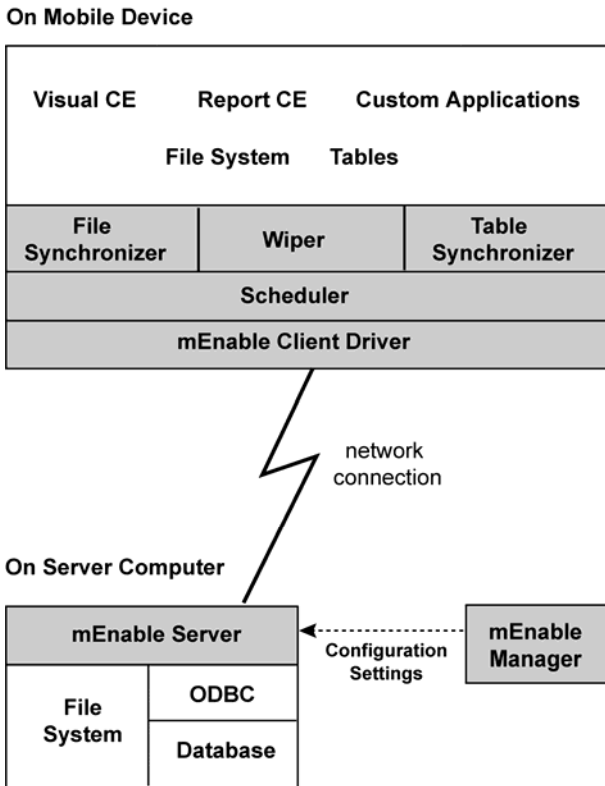 On Mobile Device
Visual CE
Report CE
Custom Applications
File System
Tables
File
Synchronizer
Wiper
Table
Synchronizer
Scheduler
mEnable Client Driver
network
connection
On Server Computer
mEnable Server
File
System
ODBC
Database
Configuration
Settings
mEnable
Manager